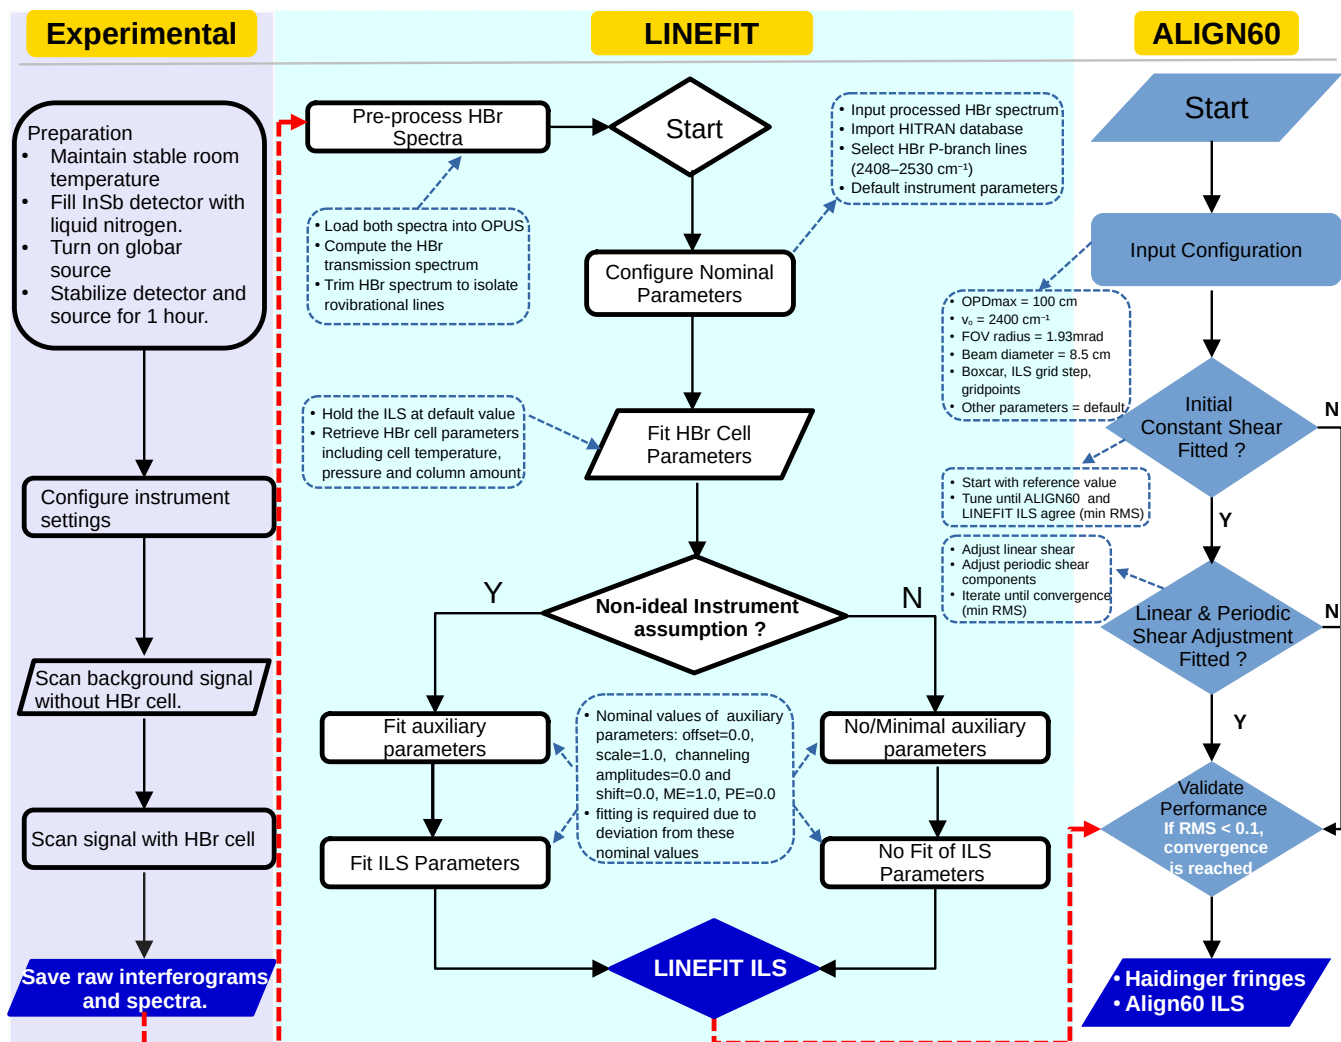 Experimental
Preparation
• Maintain stable room
temperature
• Fill InSb detector with
liquid nitrogen.
• Turn on globar
source
• Stabilize detector and
source for 1 hour.
Configure instrument
settings
Scan background signal
without HBr cell.
Scan signal with HBr cell
Save raw interferograms
and spectra.
LINEFIT
Pre-process HBr
Spectra
Start
• Input processed HBr spectrum
• Import HITRAN database
• Select HBr P-branch lines
(2408–2530 cm⁻¹)
• Default instrument parameters
• Load both spectra into OPUS
• Compute the HBr
transmission spectrum
• Trim HBr spectrum to isolate
rovibrational lines
Configure Nominal
Parameters
• Hold the ILS at default value
• Retrieve HBr cell parameters
including cell temperature,
pressure and column amount
Fit HBr Cell
Parameters
Non-ideal Instrument
assumption ?
Y
N
Fit auxiliary
parameters
• Nominal values of auxiliary
parameters: offset=0.0,
scale=1.0, channeling
amplitudes=0.0 and
shift=0.0, ME=1.0, PE=0.0
• fitting is required due to
deviation from these
nominal values
No/Minimal auxiliary
parameters
Fit ILS Parameters
No Fit of ILS
Parameters
LINEFIT ILS
ALIGN60
Start
Input Configuration
• OPDmax = 100 cm
• v₀ = 2400 cm⁻¹
• FOV radius = 1.93mrad
• Beam diameter = 8.5 cm
• Boxcar, ILS grid step,
gridpoints
• Other parameters = default
Initial
Constant Shear
Fitted ?
N
• Start with reference value
• Tune until ALIGN60 and
LINEFIT ILS agree (min RMS)
Y
• Adjust linear shear
• Adjust periodic shear
components
• Iterate until convergence
(min RMS)
Linear & Periodic
Shear Adjustment
Fitted ?
N
Y
Validate
Performance
If RMS < 0.1,
convergence
is reached
• Haidinger fringes
• Align60 ILS